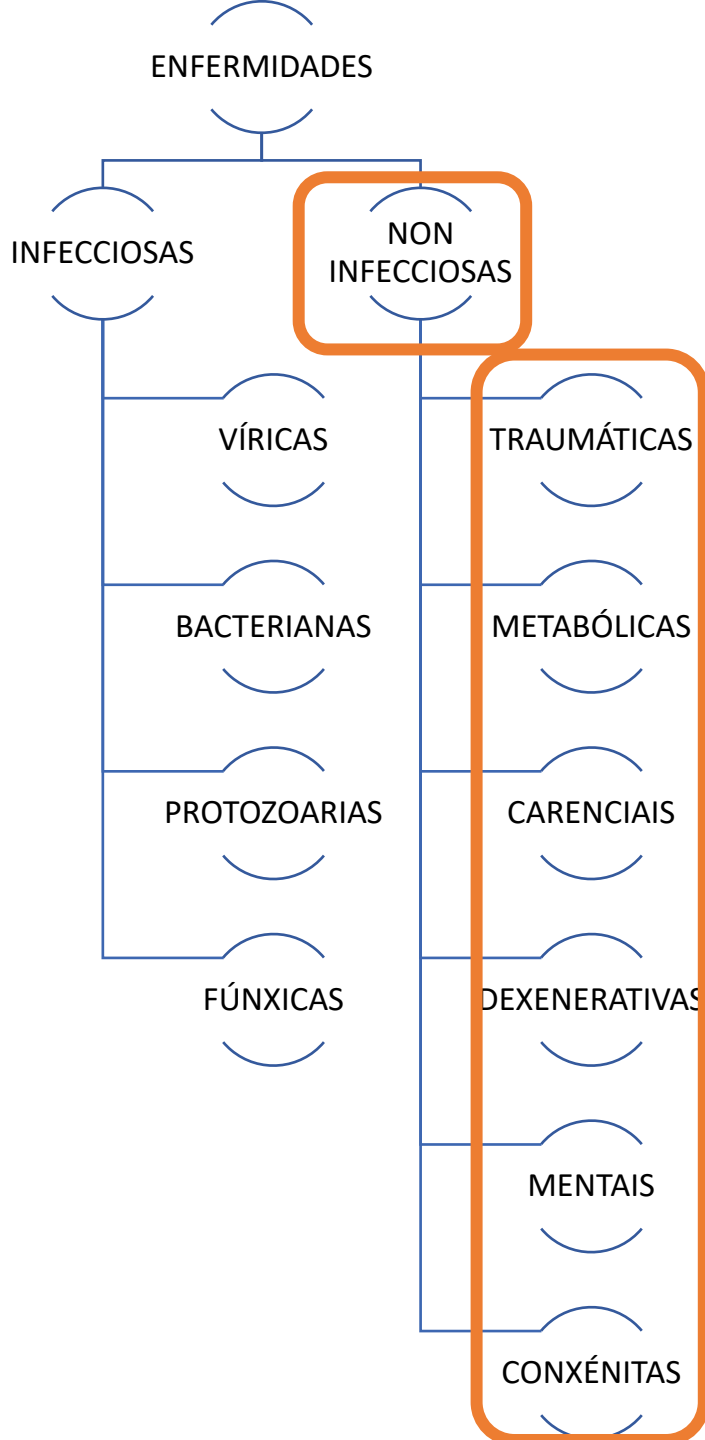 ENFERMIDADES
INFECCIOSAS
NON
INFECCIOSAS
VÍRICAS
BACTERIANAS
PROTOZOARIAS
FÚNXICAS
TRAUMÁTICAS
METABÓLICAS
CARENCIAIS
DEXENERATIVAS
MENTAIS
CONXÉNITAS